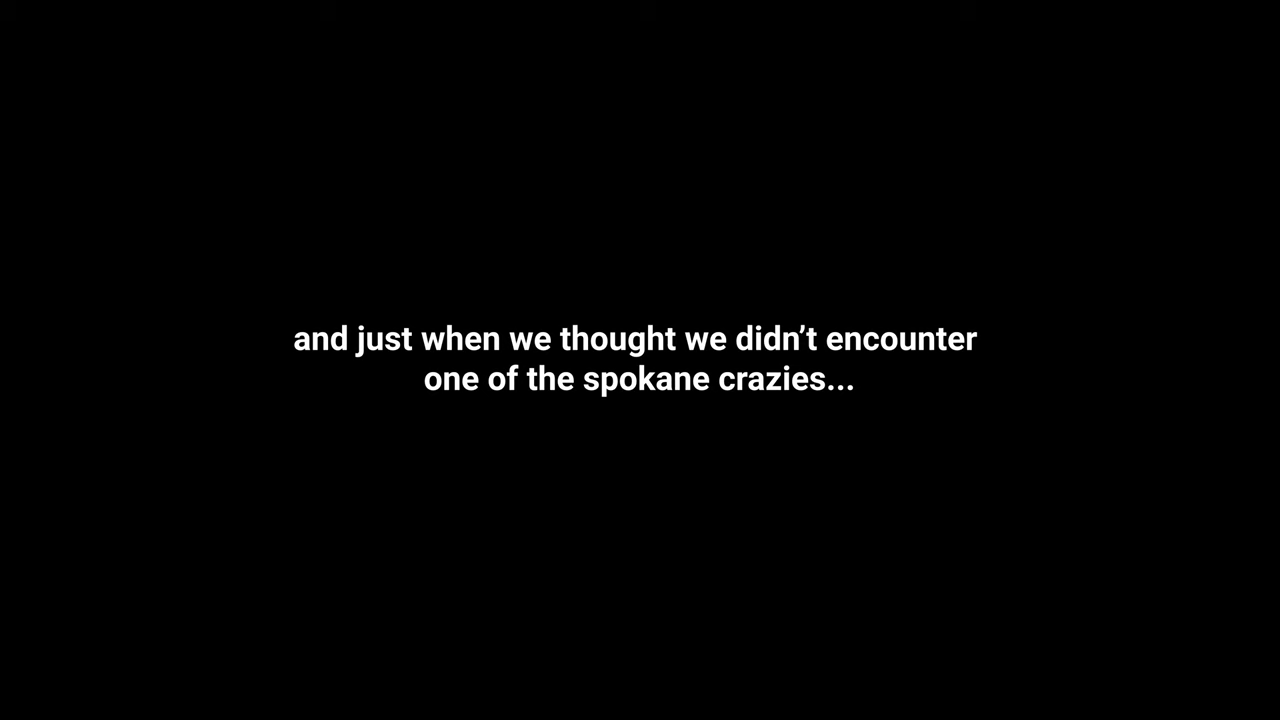 and just when we thought we didn’t encounter
one of the spokane crazies...